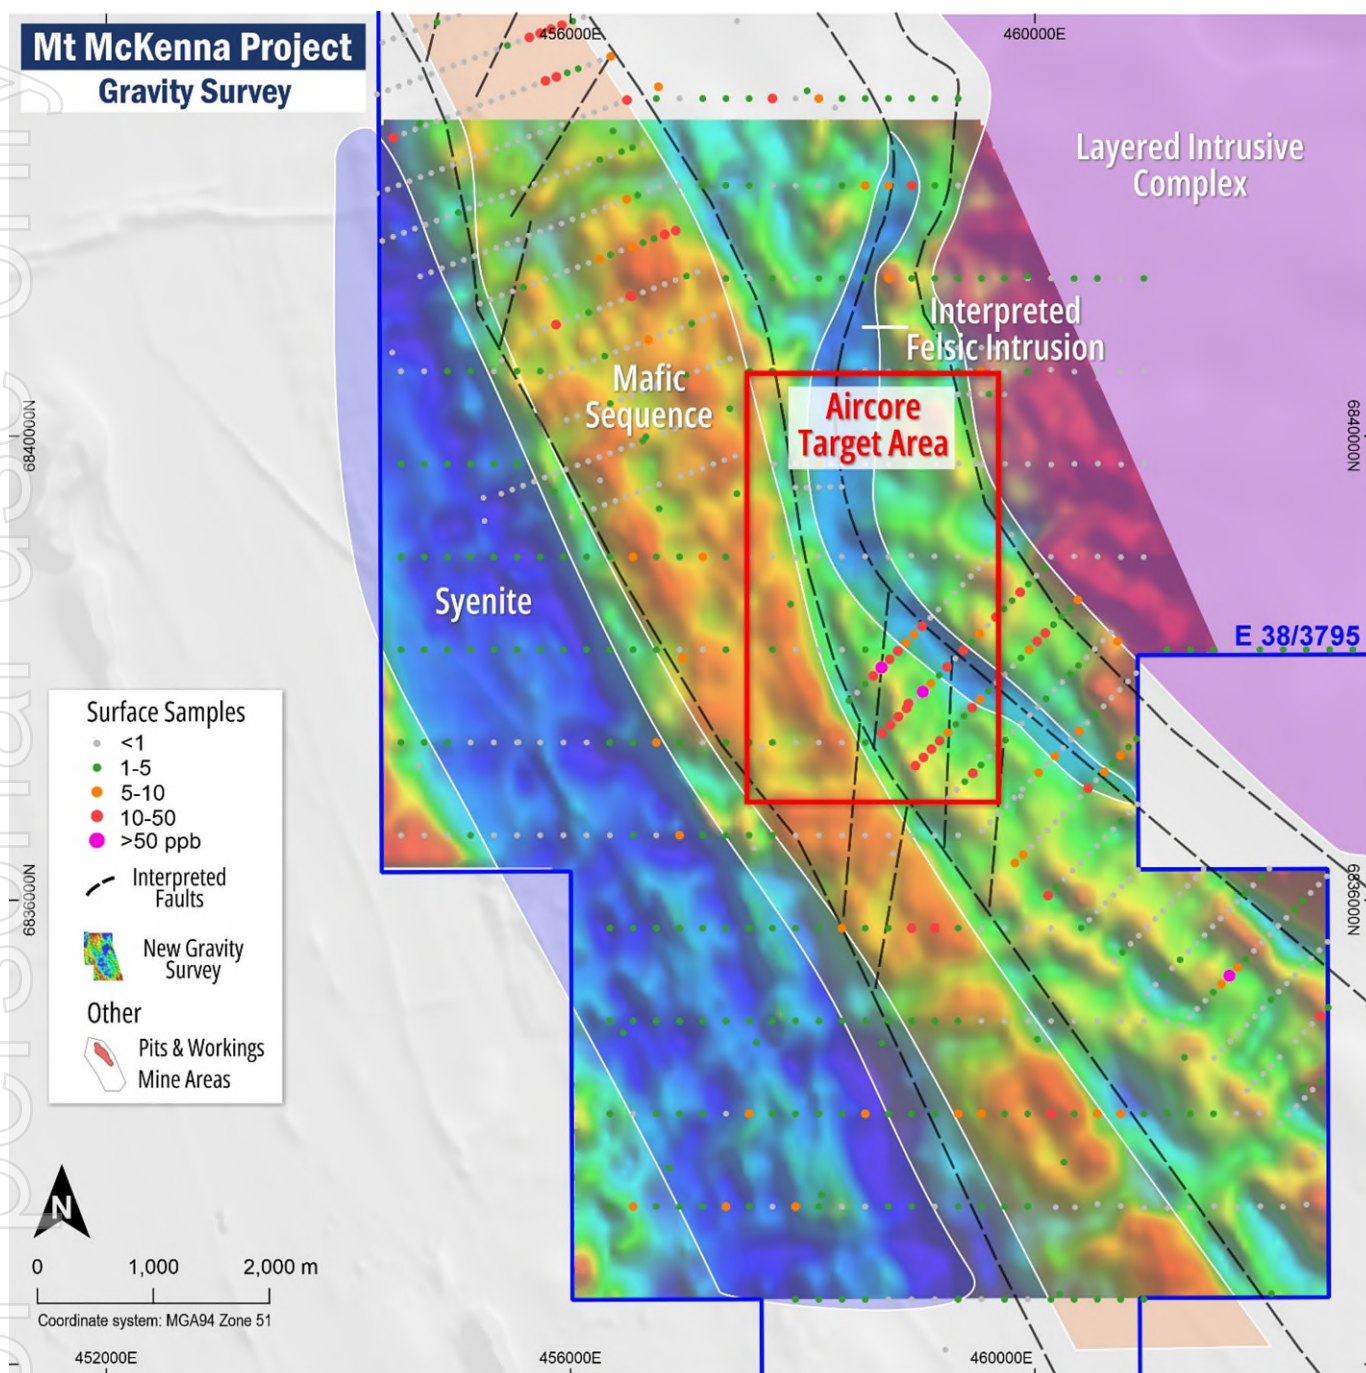 Mt McKenna Project
Gravity Survey
456000E
460000E
Layered Intrusive
Complex
Interpreted
Felsic Intrusion
Mafic
Sequence
Aircore
Target Area
6840000N
6840000N
Syenite
E 38/3795
Surface Samples
<1
1-5
5-10
10-50
>50 ppb
Interpreted
Faults
New Gravity
Survey
Other
Pits & Workings
Mine Areas
6836000N
6836000N
N
0 1,000 2,000 m
Coordinate system: MGA94 Zone 51
452000E
456000E
460000E